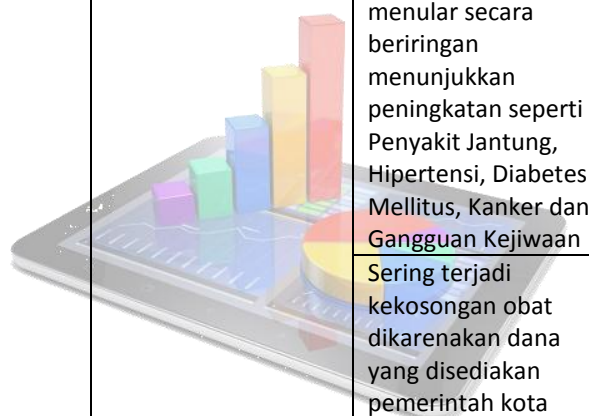 menular secara
beriringan
menunjukkan
peningkatan seperti
Penyakit Jantung,
Hipertensi, Diabetes
Mellitus, Kanker dan
Gangguan Kejiwaan
Sering terjadi
kekosongan obat
dikarenakan dana
yang disediakan
pemerintah kota